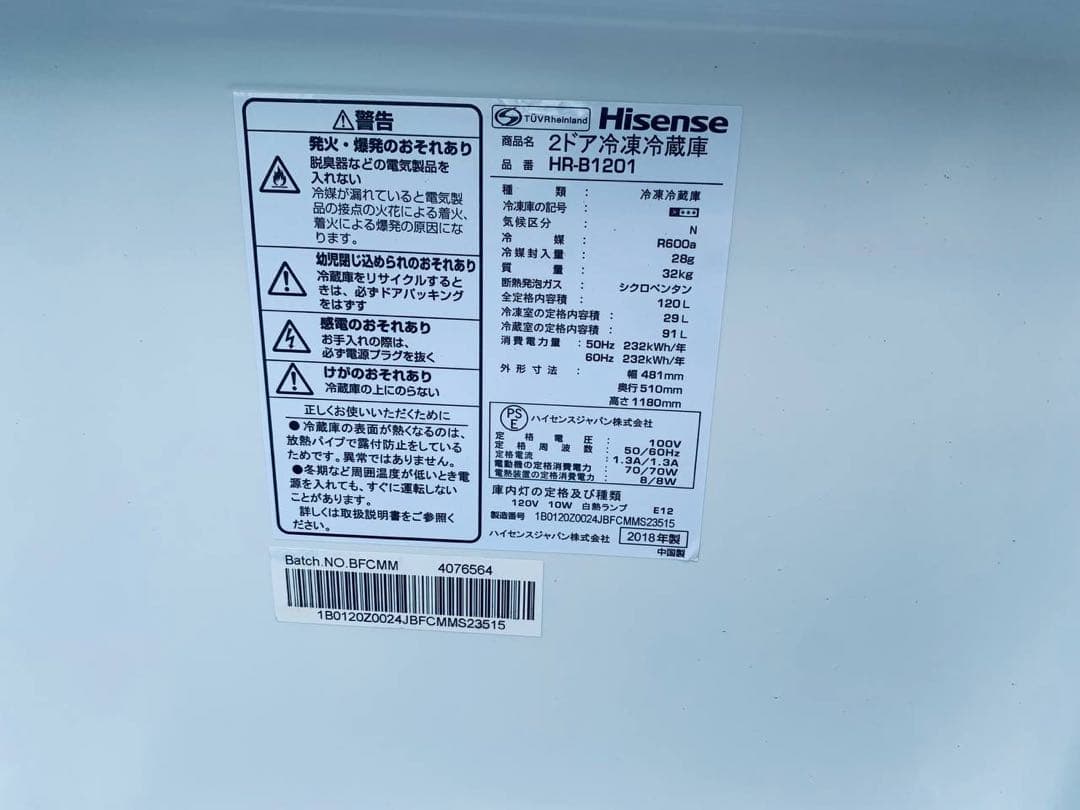 警告
発火・爆発のおそれあり
脱臭器などの電気製品を
入れない
冷媒が漏れていると電気製
品の接点の火花による着火、
着火による爆発の原因にな
ります。
幼児閉じ込められのおそれあり
冷蔵庫をリサイクルすると
きは、必ずドアパッキング
をはずす
感電のおそれあり
お手入れの際は、
必ず電源プラグを抜く
けがのおそれあり
冷蔵庫の上にのらない
正しくお使いいただくために
●冷蔵庫の表面が熱くなるのは、
放熱パイプで露付防止をしている
ためです。異常ではありません。
●冬期など周囲温度が低いとき電
源を入れても、すぐに運転しない
ことがあります。
詳しくは取扱説明書をご参照く
ださい。
TÜVRheinland Hisense
商品名 2ドア冷凍冷蔵庫
品番 HR-B1201
種類: 冷凍冷蔵庫
冷凍庫の記号:
気候区分: N
冷媒: R600a
冷媒封入量: 28g
質量: 32kg
断熱発泡ガス: シクロペンタン
全定格内容積: 120L
冷凍室の定格内容積: 29L
冷蔵室の定格内容積: 91L
消費電力量:50Hz 232kWh/年
60Hz 232kWh/年
外形寸法: 幅481mm
奥行510mm
高さ1180mm
PSE ハイセンスジャパン株式会社
定格電圧: 100V
定格周波数: 50/60Hz
定格電流:1.3A/1.3A
電動機の定格消費電力: 70/70W
電熱装置の定格消費電力: 8/8W
庫内灯の定格及び種類
120V 10W 白熱ランプ E12
製造番号 1B0120Z0024JBFCMMS23515
ハイセンスジャパン株式会社 2018年製
中国製
Batch.NO.BFCMM 4076564
1B0120Z0024JBFCMMS23515